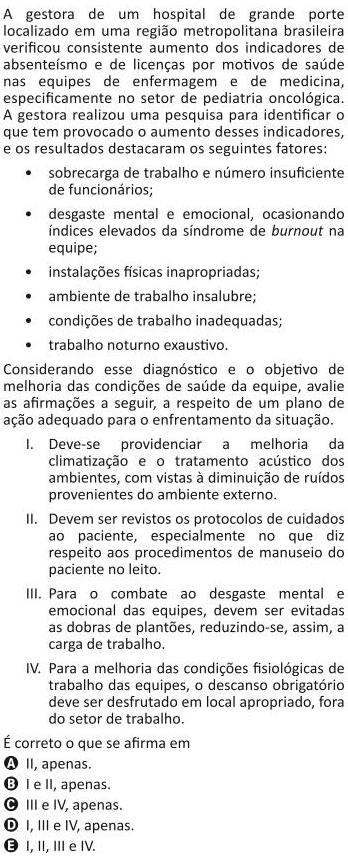 A gestora de um hospital de grande porte
localizado em uma região metropolitana brasileira
verificou consistente aumento dos indicadores de
absenteísmo e de licenças por motivos de saúde
nas equipes de enfermagem e de medicina,
especificamente no setor de pediatria oncológica.
A gestora realizou uma pesquisa para identificar o
que tem provocado o aumento desses indicadores,
e os resultados destacaram os seguintes fatores:
• sobrecarga de trabalho e número insuficiente
de funcionários;
• desgaste mental e emocional, ocasionando
índices elevados da síndrome de burnout na
equipe;
• instalações físicas inapropriadas;
• ambiente de trabalho insalubre;
• condições de trabalho inadequadas;
• trabalho noturno exaustivo.
Considerando esse diagnóstico e o objetivo de
melhoria das condições de saúde da equipe, avalie
as afirmações a seguir, a respeito de um plano de
ação adequado para o enfrentamento da situação.
I. Deve-se providenciar a melhoria da
climatização e o tratamento acústico dos
ambientes, com vistas à diminuição de ruídos
provenientes do ambiente externo.
II. Devem ser revistos os protocolos de cuidados
ao paciente, especialmente no que diz
respeito aos procedimentos de manuseio do
paciente no leito.
III. Para o combate ao desgaste mental e
emocional das equipes, devem ser evitadas
as dobras de plantões, reduzindo-se, assim, a
carga de trabalho.
IV. Para a melhoria das condições fisiológicas de
trabalho das equipes, o descanso obrigatório
deve ser desfrutado em local apropriado, fora
do setor de trabalho.
É correto o que se afirma em
A II, apenas.
B I e II, apenas.
C III e IV, apenas.
D I, III e IV, apenas.
E I, II, III e IV.